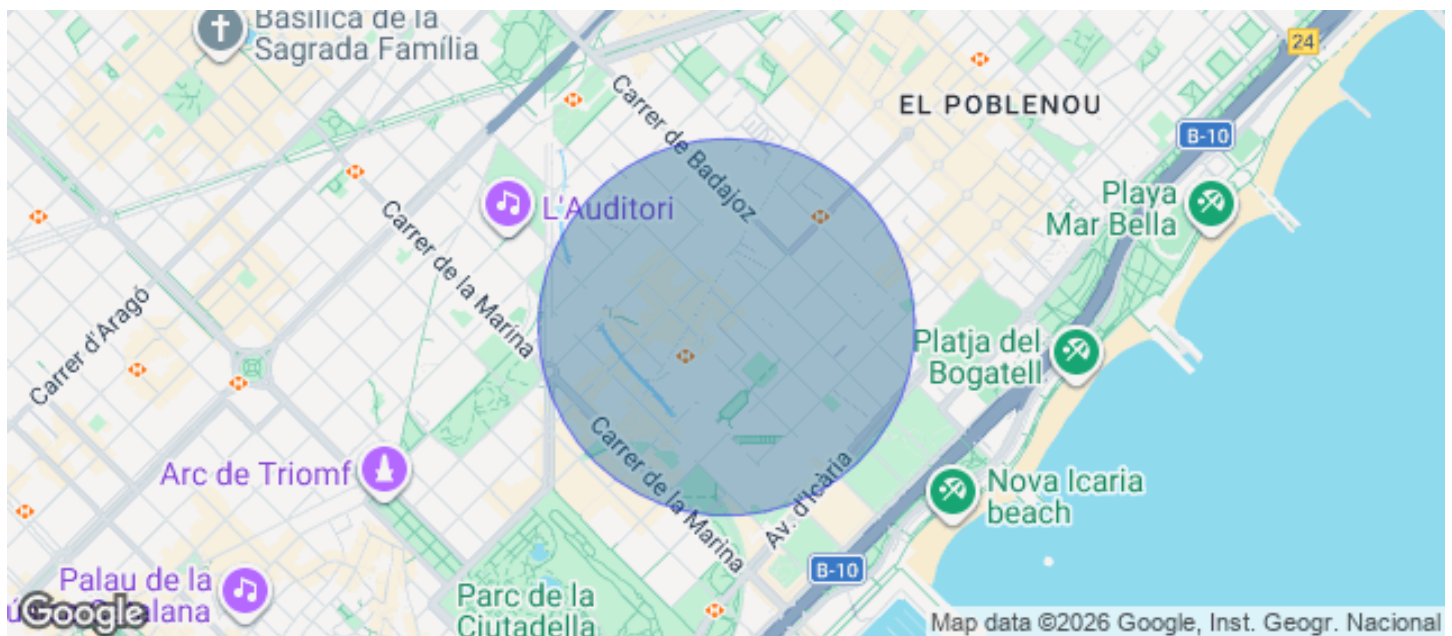 Basílica de la
Sagrada Família
24
Carrer de Badajoz
EL POBLENOU
B-10
L'Auditori
Playa
Mar Bella
Carrer de la Marina
Carrer d'Aragó
Platja del
Bogatell
Arc de Triomf
Carrer de la Marina
Av. d'Icària
Nova Icaria
beach
B-10
Palau de la
Parc de la
Ciutadella
Google
Map data ©2026 Google, Inst. Geogr. Nacional